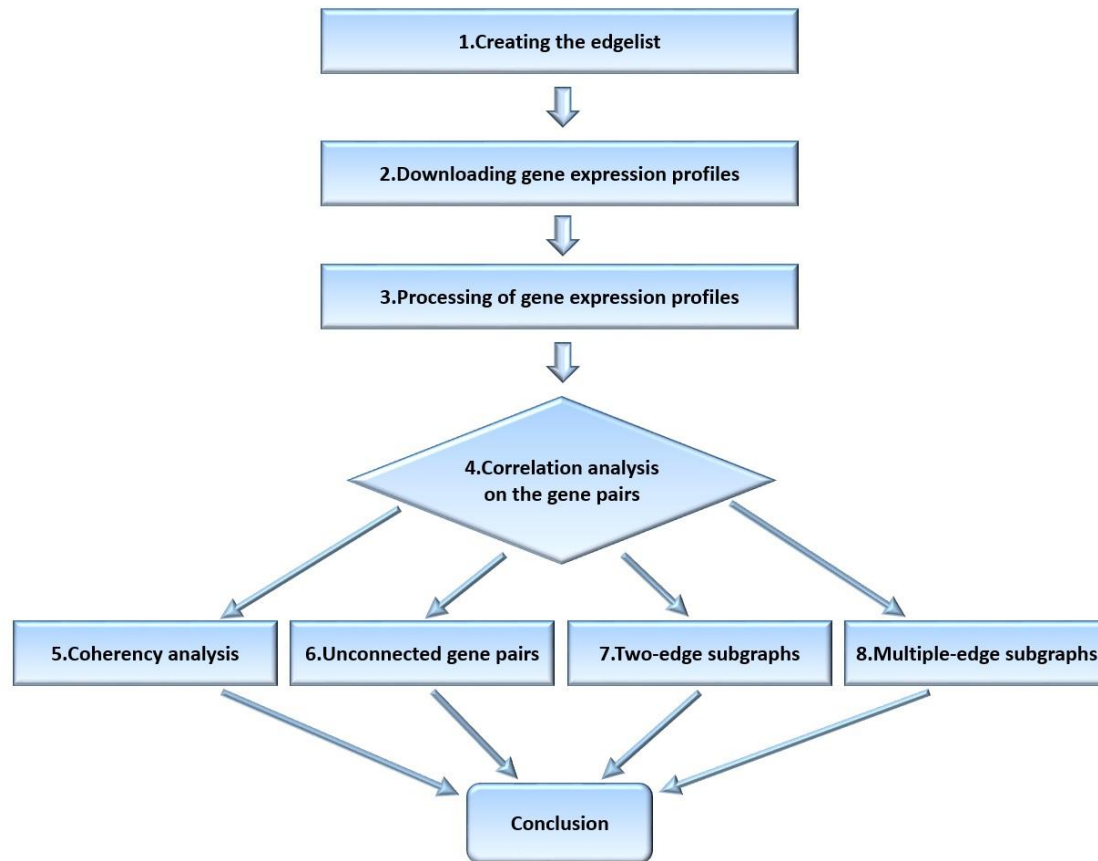 1.Creating the edgelist
2.Downloading gene expression profiles
3.Processing of gene expression profiles
4.Correlation analysis
on the gene pairs
5.Coherency analysis
6.Unconnected gene pairs
7.Two-edge subgraphs
8.Multiple-edge subgraphs
Conclusion